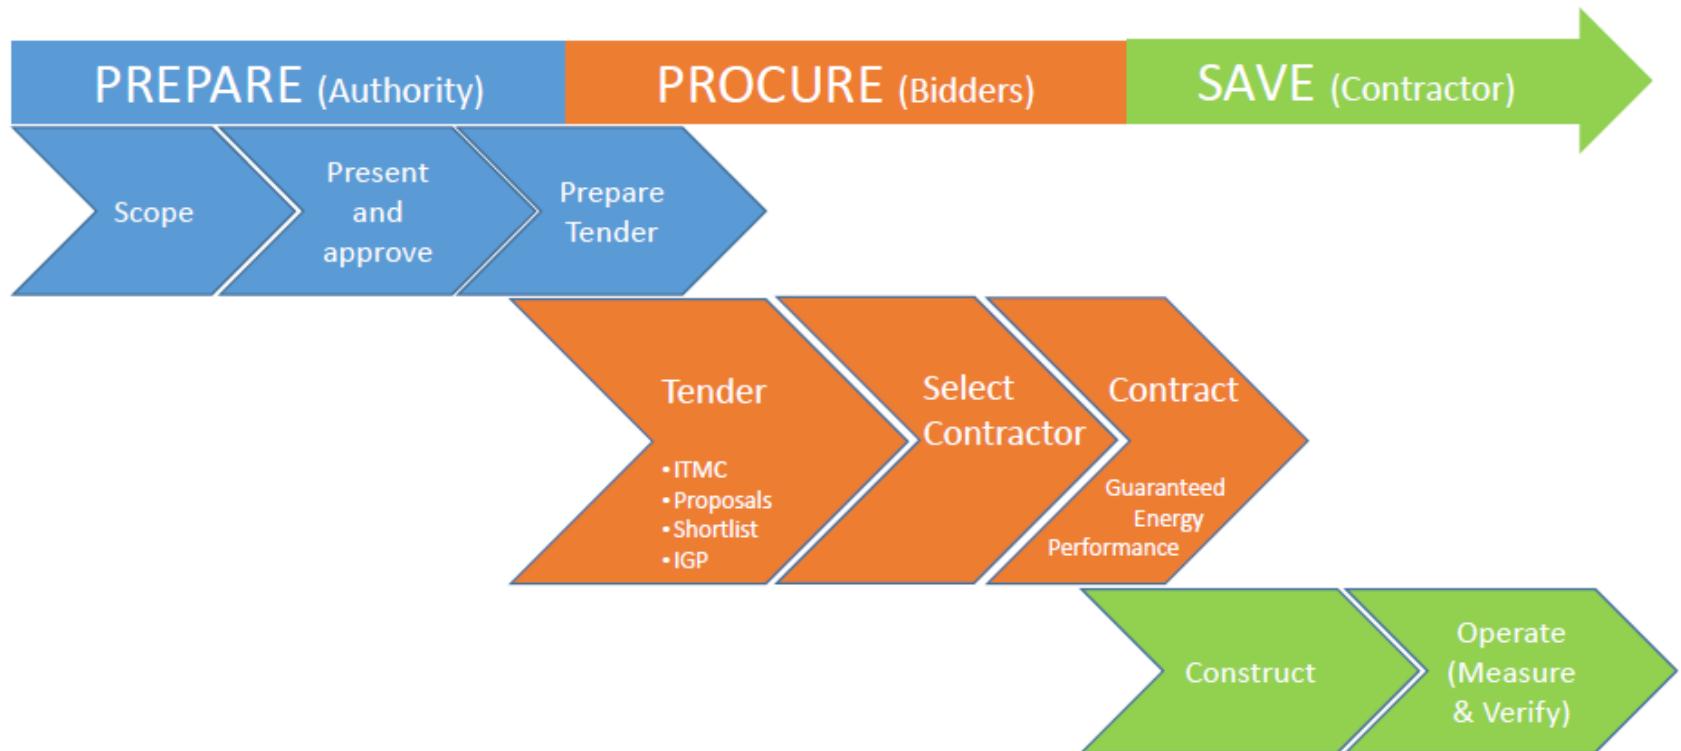 PREPARE (Authority)
PROCURE (Bidders)
SAVE (Contractor)
Scope
Present
and
approve
Prepare
Tender
Tender
• ITMC
• Proposals
• Shortlist
• IGP
Select
Contractor
Contract
Guaranteed
Energy
Performance
Construct
Operate
(Measure
& Verify)